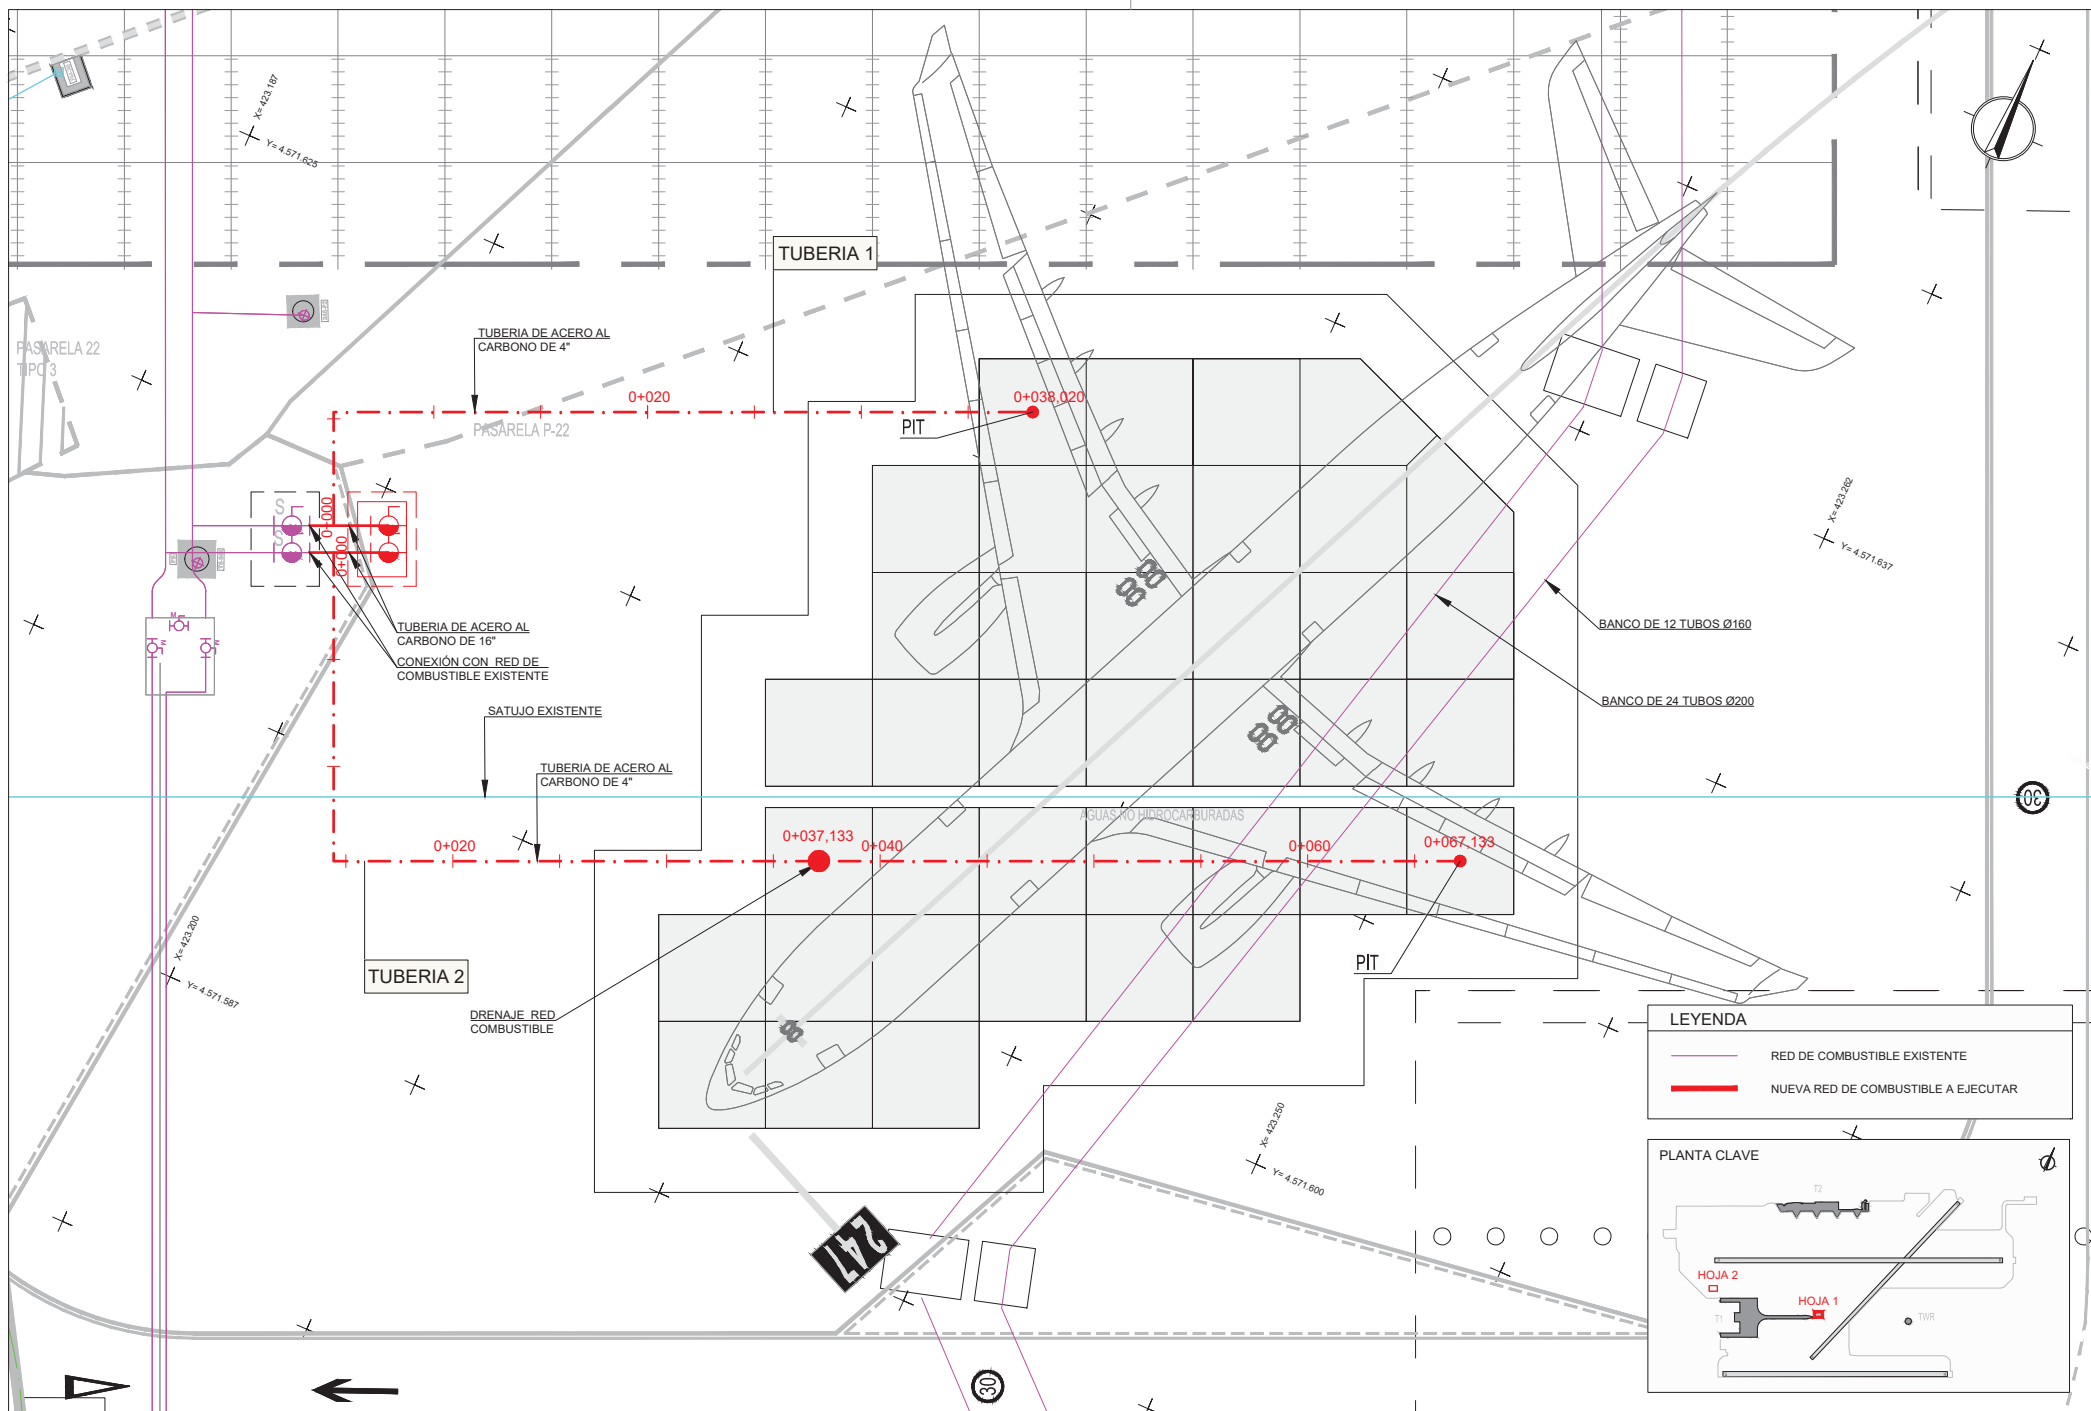 X= 423.187
Y= 4.571.625
TUBERIA 1
PASARELA 22
TIPO 3
TUBERIA DE ACERO AL
CARBONO DE 4"
0+020
0+038,020
PIT
PASARELA P-22
S
S
0+000
0+000
X= 423.262
Y= 4.571.637
TUBERIA DE ACERO AL
CARBONO DE 16"
CONEXIÓN CON RED DE
COMBUSTIBLE EXISTENTE
BANCO DE 12 TUBOS Ø160
BANCO DE 24 TUBOS Ø200
SATUJO EXISTENTE
TUBERIA DE ACERO AL
CARBONO DE 4"
30
AGUAS NO HIDROCARBURADAS
0+020
0+037,133
0+040
0+060
0+067,133
X= 423.200
Y= 4.571.587
TUBERIA 2
PIT
DRENAJE RED
COMBUSTIBLE
LEYENDA
RED DE COMBUSTIBLE EXISTENTE
NUEVA RED DE COMBUSTIBLE A EJECUTAR
X= 423.250
Y= 4.571.600
247
30
PLANTA CLAVE
T2
HOJA 2
HOJA 1
T1
TWR